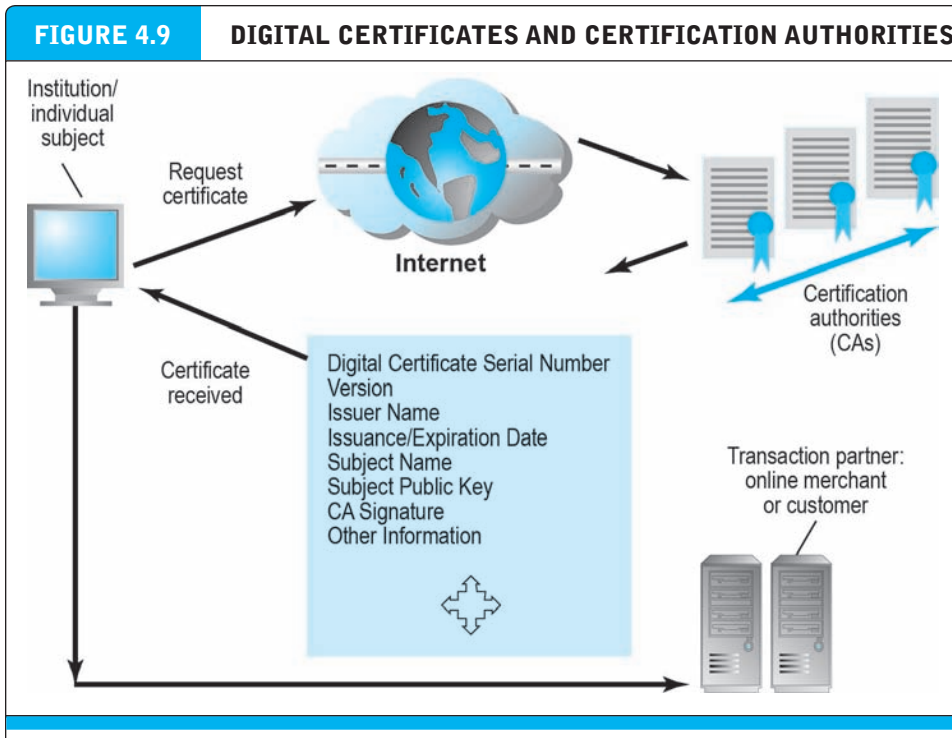 FIGURE 4.9
DIGITAL CERTIFICATES AND CERTIFICATION AUTHORITIES
Institution/
individual
subject
Request
certificate
Internet
Certification
authorities
(CAs)
Certificate
received
Digital Certificate Serial Number
Version
Issuer Name
Issuance/Expiration Date
Subject Name
Subject Public Key
CA Signature
Other Information
Transaction partner:
online merchant
or customer